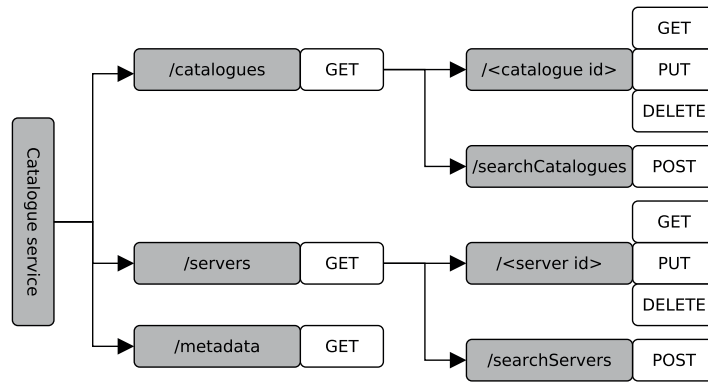 Catalogue service
/catalogues GET
/<catalogue id> GET
PUT
DELETE
/searchCatalogues POST
/servers GET
/<server id> GET
PUT
DELETE
/searchServers POST
/metadata GET